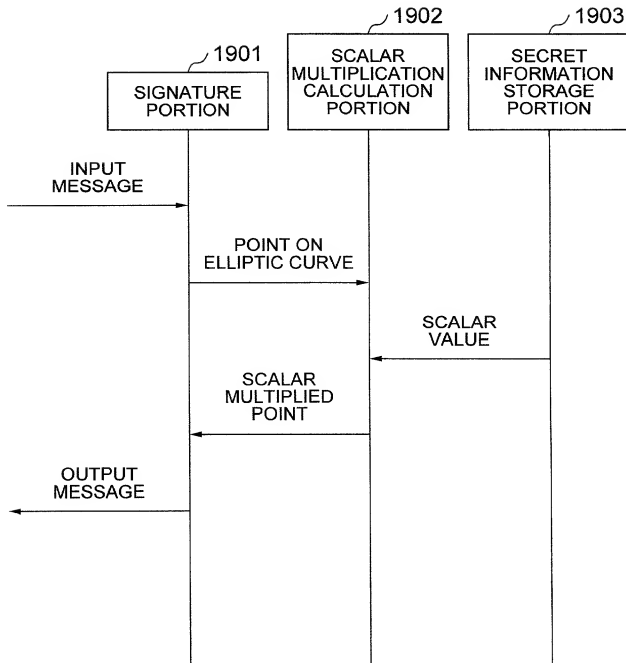 1901
1902
1903
SIGNATURE
PORTION
SCALAR
MULTIPLICATION
CALCULATION
PORTION
SECRET
INFORMATION
STORAGE
PORTION
INPUT
MESSAGE
POINT ON
ELLIPTIC CURVE
SCALAR
VALUE
SCALAR
MULTIPLIED
POINT
OUTPUT
MESSAGE